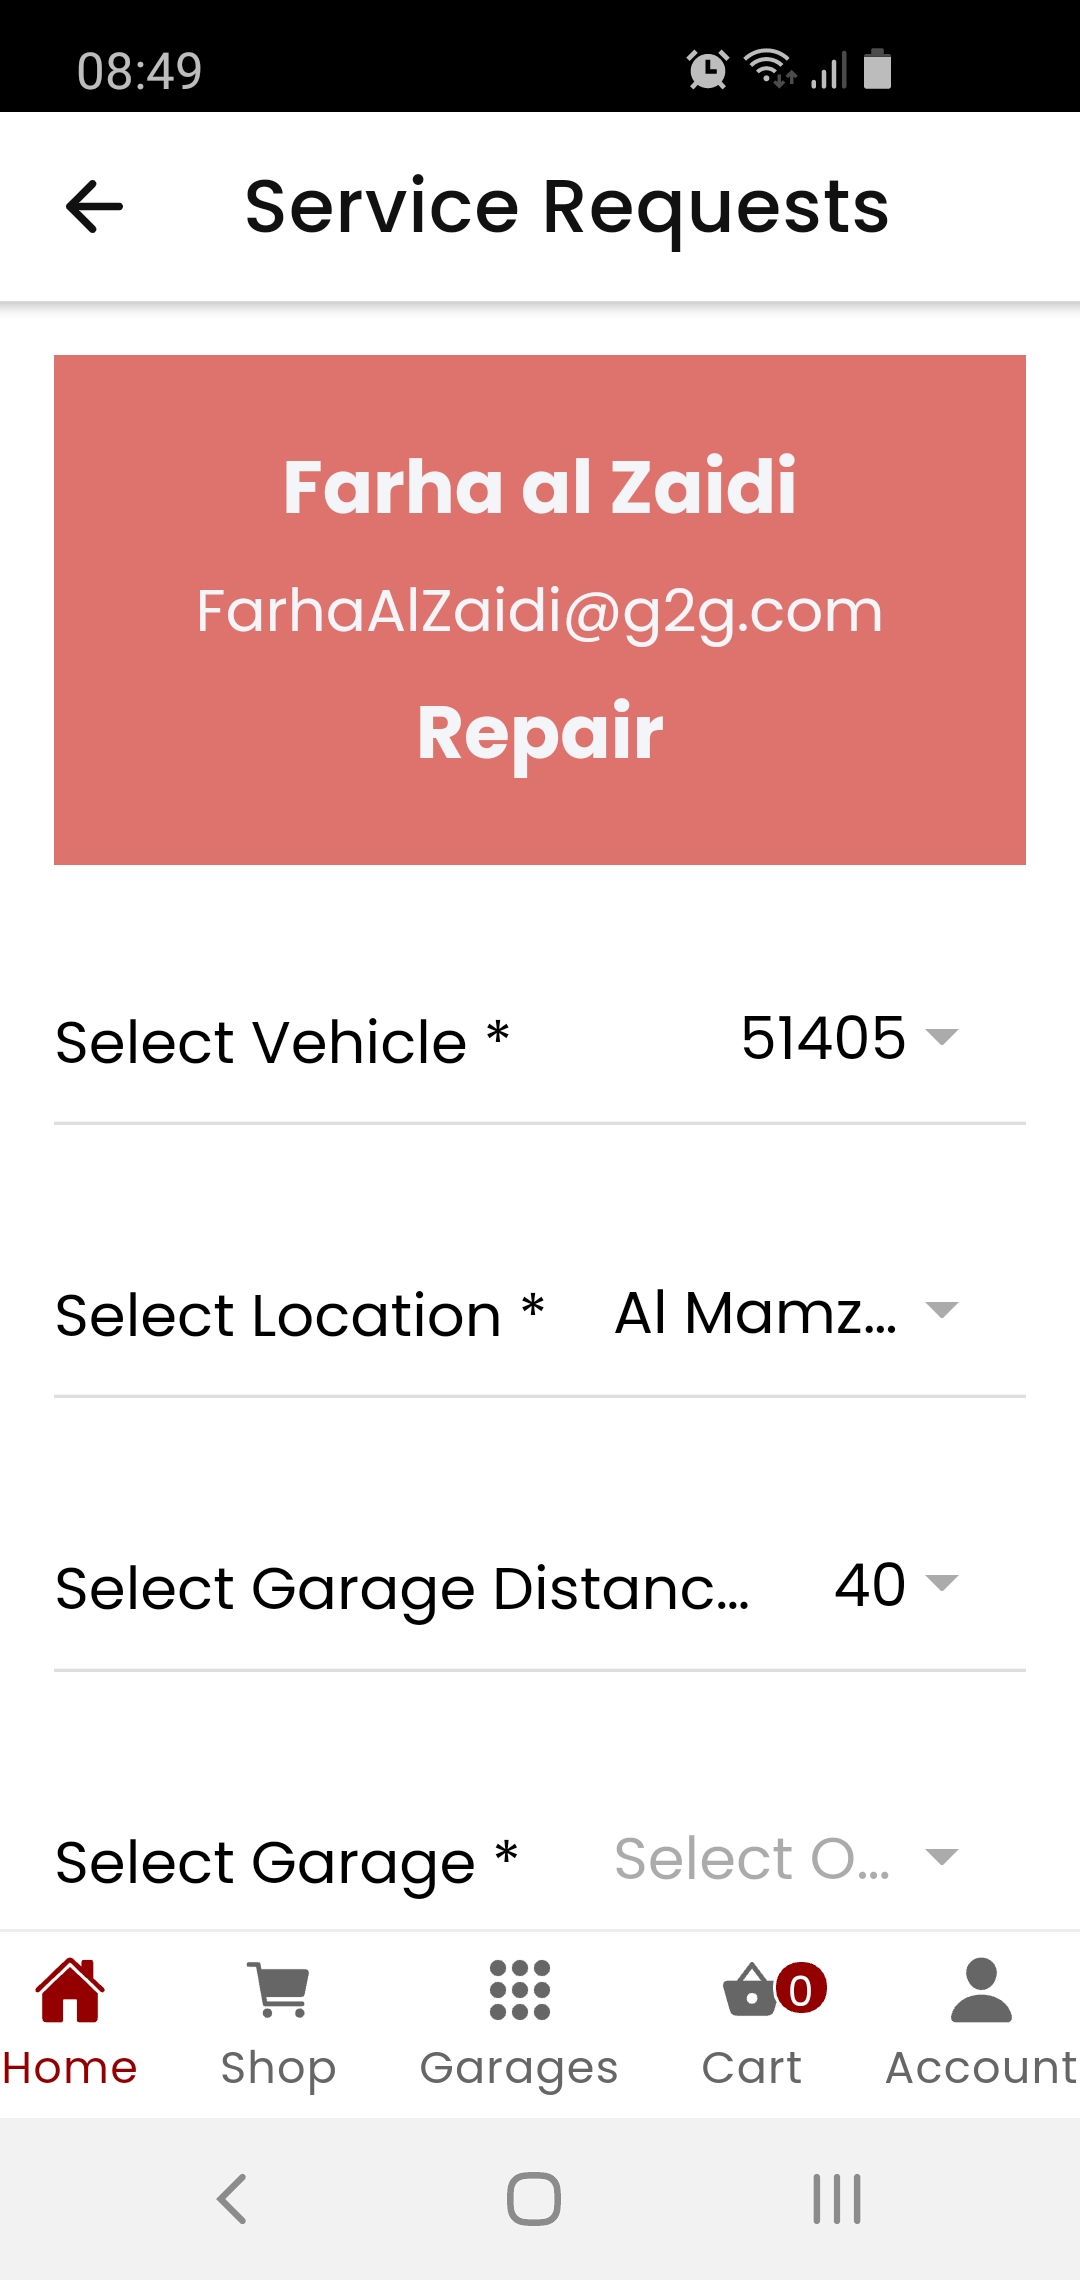 08:49
Service Requests
Farha al Zaidi
FarhaAlZaidi@g2g.com
Repair
Select Vehicle * 51405
Select Location * Al Mamz...
Select Garage Distanc... 40
Select Garage * Select O...
0
Home Shop Garages Cart Account